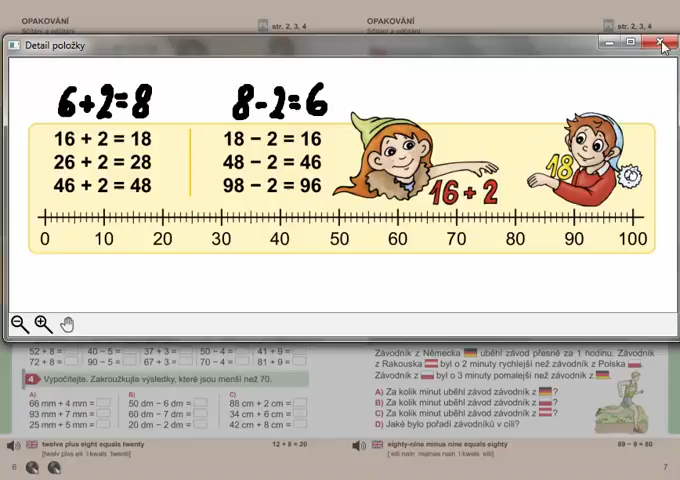 OPAKOVÁNÍ
Sčítání a odčítání
PS str. 2, 3, 4
OPAKOVÁNÍ
str. 2, 3, 4
Detail položky
6+2=8
8-2=6
16 + 2 = 18
26 + 2 = 28
46 + 2 = 48
18 − 2 = 16
48 − 2 = 46
98 − 2 = 96
16 + 2
18
0 10 20 30 40 50 60 70 80 90 100
52 + 8 = 40 − 5 = 37 + 3 = 50 − 4 = 81 + 9 =
72 + 8 = 90 − 5 = 67 + 3 = 70 − 4 = 41 + 9 =
4 Vypočítejte. Zakroužkujte výsledky, které jsou menší než 70.
A) B) C)
66 mm + 4 mm = 50 dm − 6 dm = 88 cm + 2 cm =
93 mm + 7 mm = 60 dm − 7 dm = 34 cm + 6 cm =
25 mm + 5 mm = 20 dm − 2 dm = 42 cm + 8 cm =
twelve plus eight equals twenty 12 + 8 = 20
6
Závodník z Německa uběhl závod přesně za 1 hodinu. Závodník
z Rakouska byl o 2 minuty rychlejší než závodník z Polska.
Závodník z byl o 3 minuty pomalejší než závodník z.
A) Za kolik minut uběhl závod závodník z ?
B) Za kolik minut uběhl závod závodník z ?
C) Za kolik minut uběhl závod závodník z ?
D) Jaké bylo pořadí závodníků v cíli?
eighty-nine minus nine equals eighty 89 − 9 = 80
7